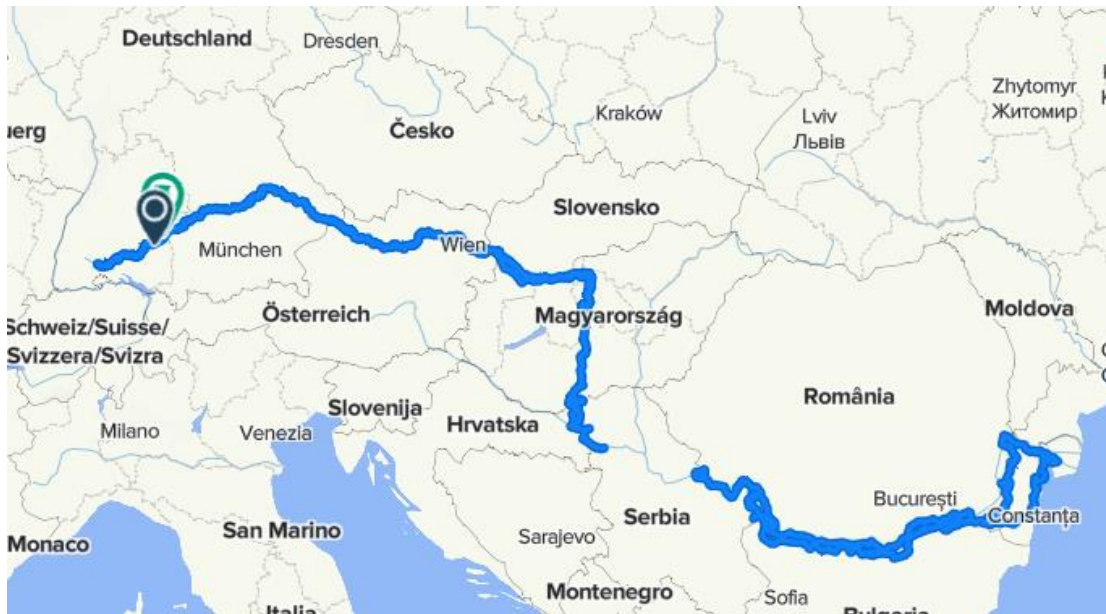 Deutschland
Dresden
Kraków
Zhytomyr
Житомир
Lviv
Львів
Česko
Slovensko
Wien
München
Österreich
Magyarország
Moldova
Schweiz/Suisse/
Svizzera/Svizra
Slovenija
Hrvatska
România
Milano
Venezia
București
Constanța
Serbia
San Marino
Monaco
Sarajevo
Montenegro
Sofia